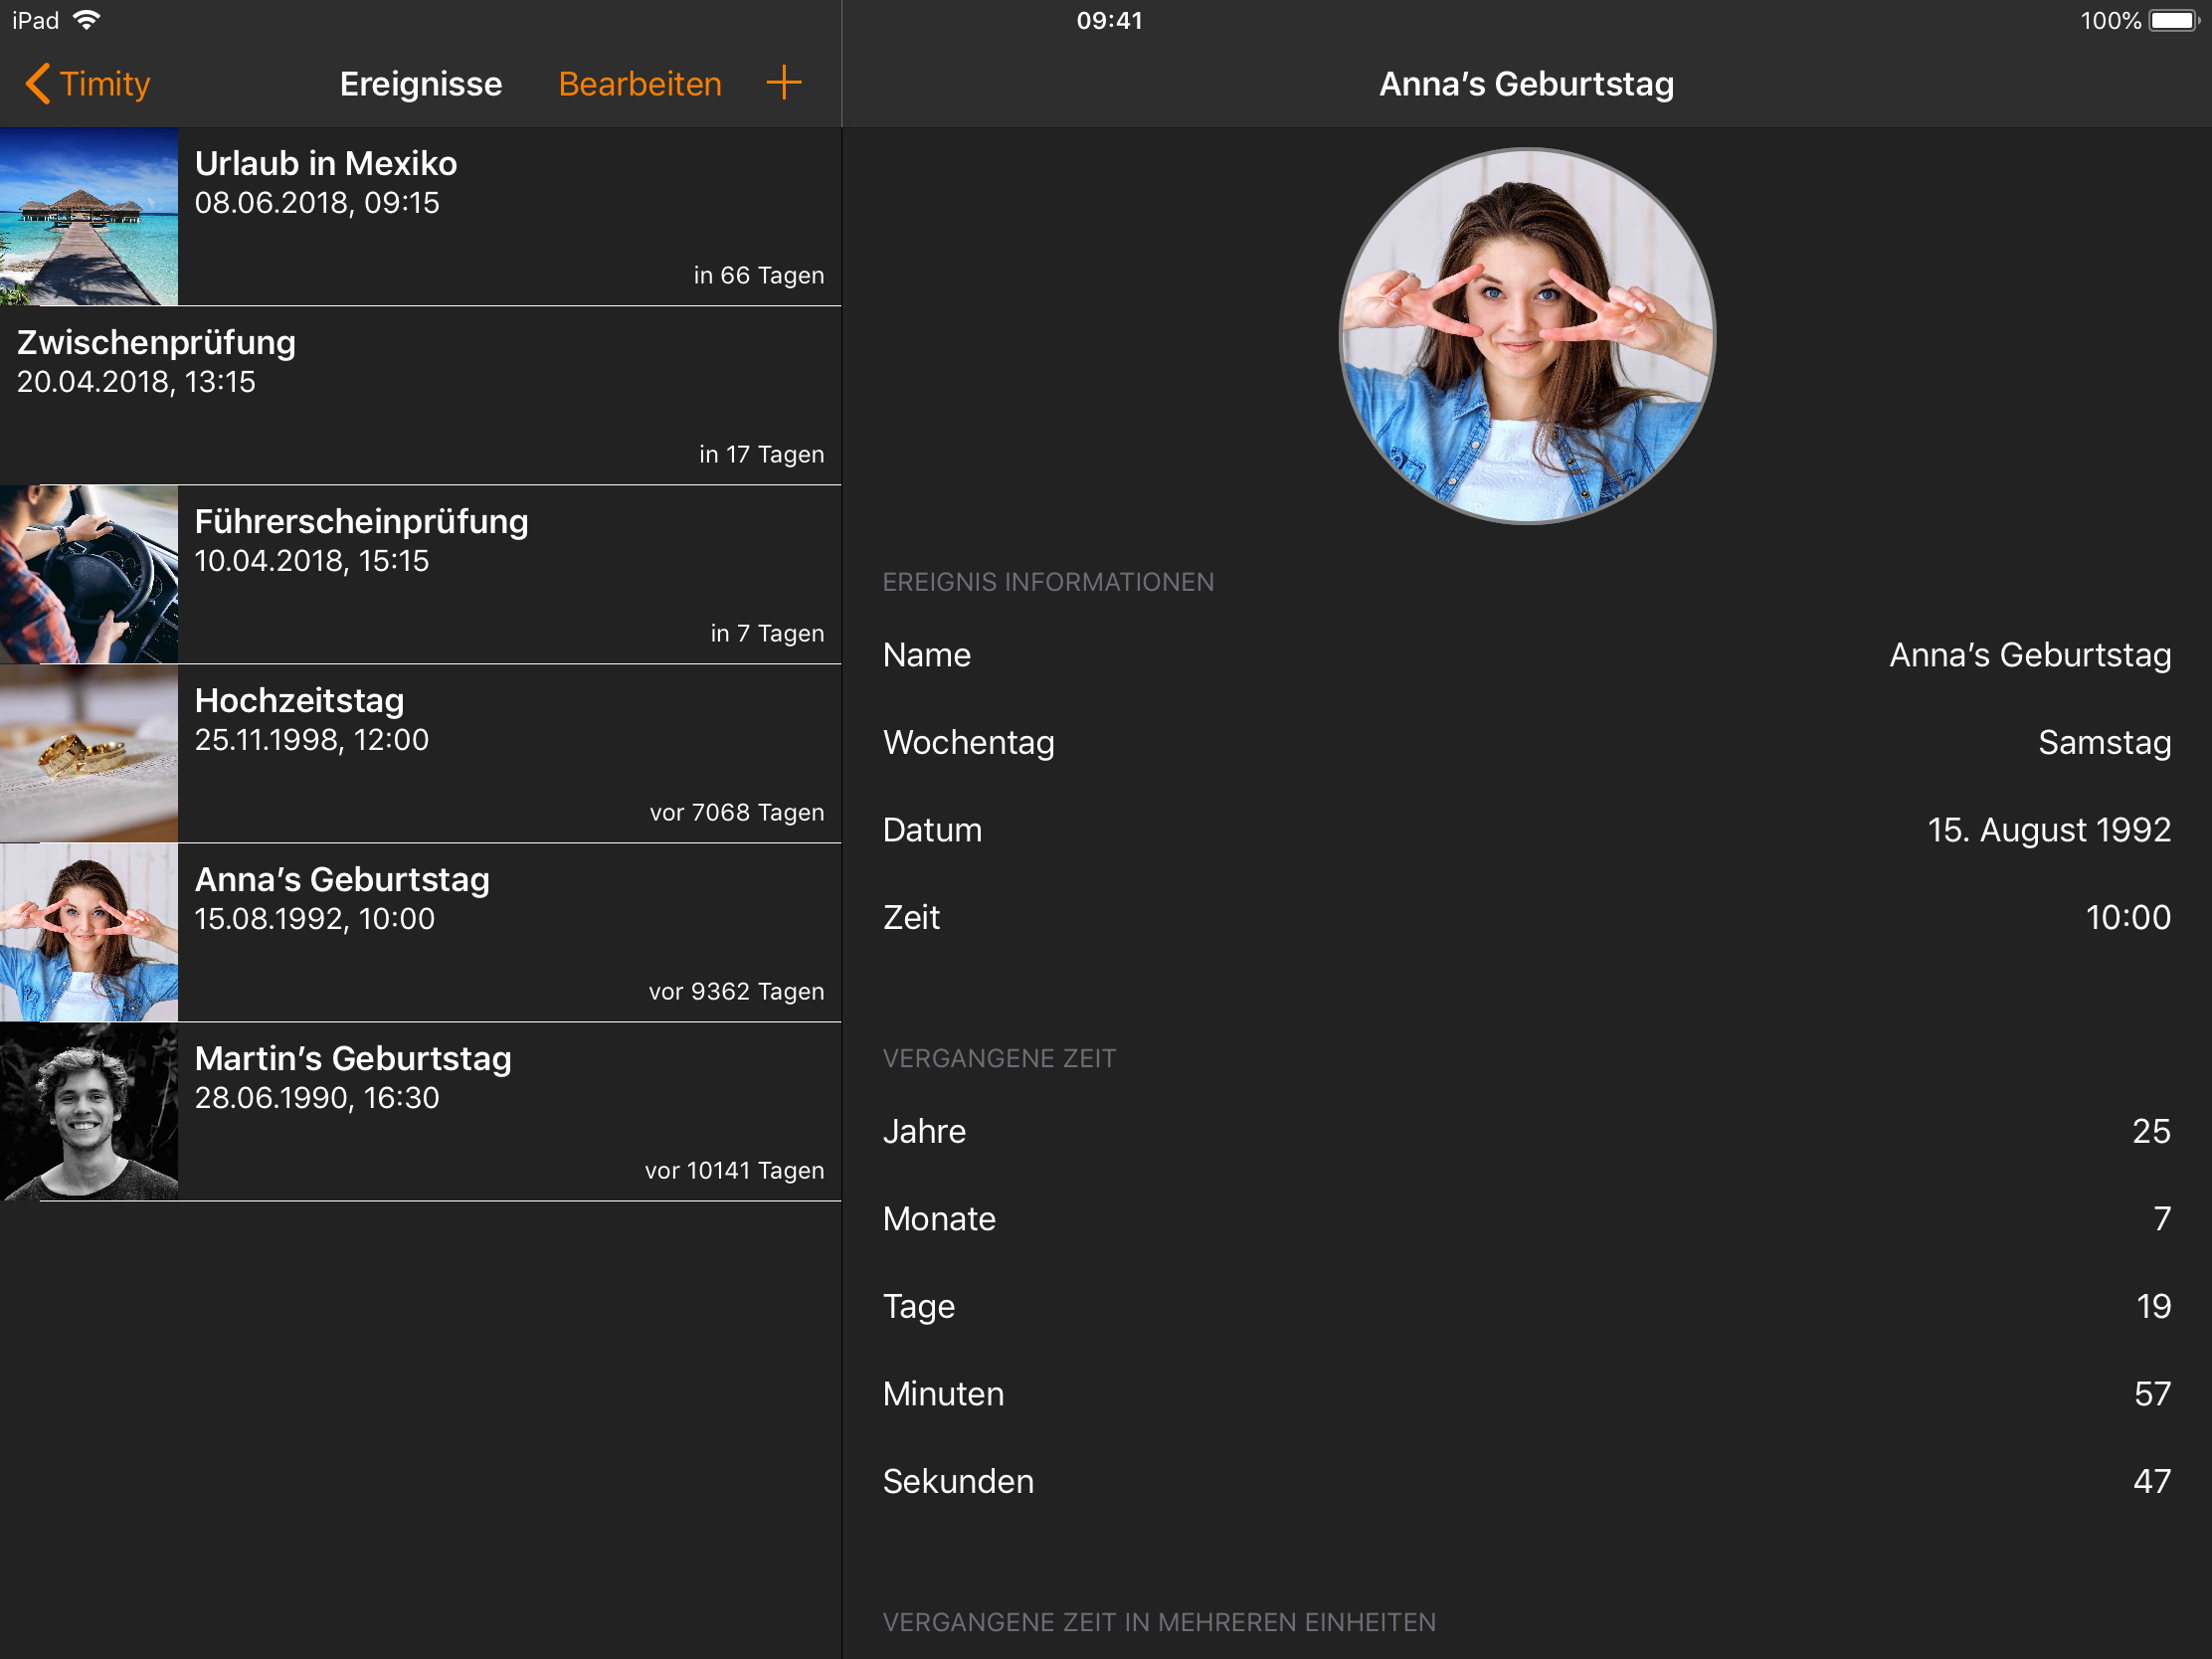 iPad
09:41
100%
Timity
Ereignisse
Bearbeiten
Anna’s Geburtstag
Urlaub in Mexiko
08.06.2018, 09:15
in 66 Tagen
Zwischenprüfung
20.04.2018, 13:15
in 17 Tagen
Führerscheinprüfung
10.04.2018, 15:15
in 7 Tagen
Hochzeitstag
25.11.1998, 12:00
vor 7068 Tagen
Anna’s Geburtstag
15.08.1992, 10:00
vor 9362 Tagen
Martin’s Geburtstag
28.06.1990, 16:30
vor 10141 Tagen
EREIGNIS INFORMATIONEN
Name Anna’s Geburtstag
Wochentag Samstag
Datum 15. August 1992
Zeit 10:00
VERGANGENE ZEIT
Jahre 25
Monate 7
Tage 19
Minuten 57
Sekunden 47
VERGANGENE ZEIT IN MEHREREN EINHEITEN